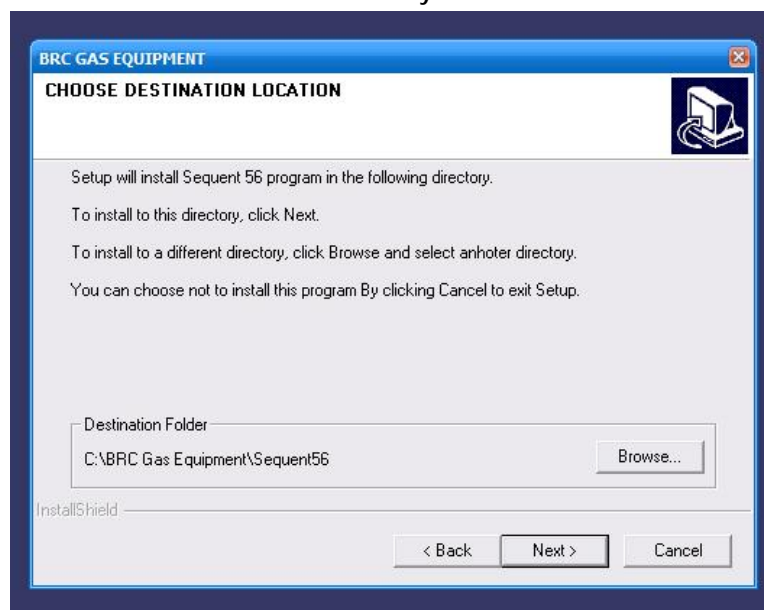 BRC GAS EQUIPMENT
CHOOSE DESTINATION LOCATION
Setup will install Sequent 56 program in the following directory.
To install to this directory, click Next.
To install to a different directory, click Browse and select anhoter directory.
You can choose not to install this program By clicking Cancel to exit Setup.
Destination Folder
C:\BRC Gas Equipment\Sequent56
Browse...
InstallShield
< Back
Next >
Cancel